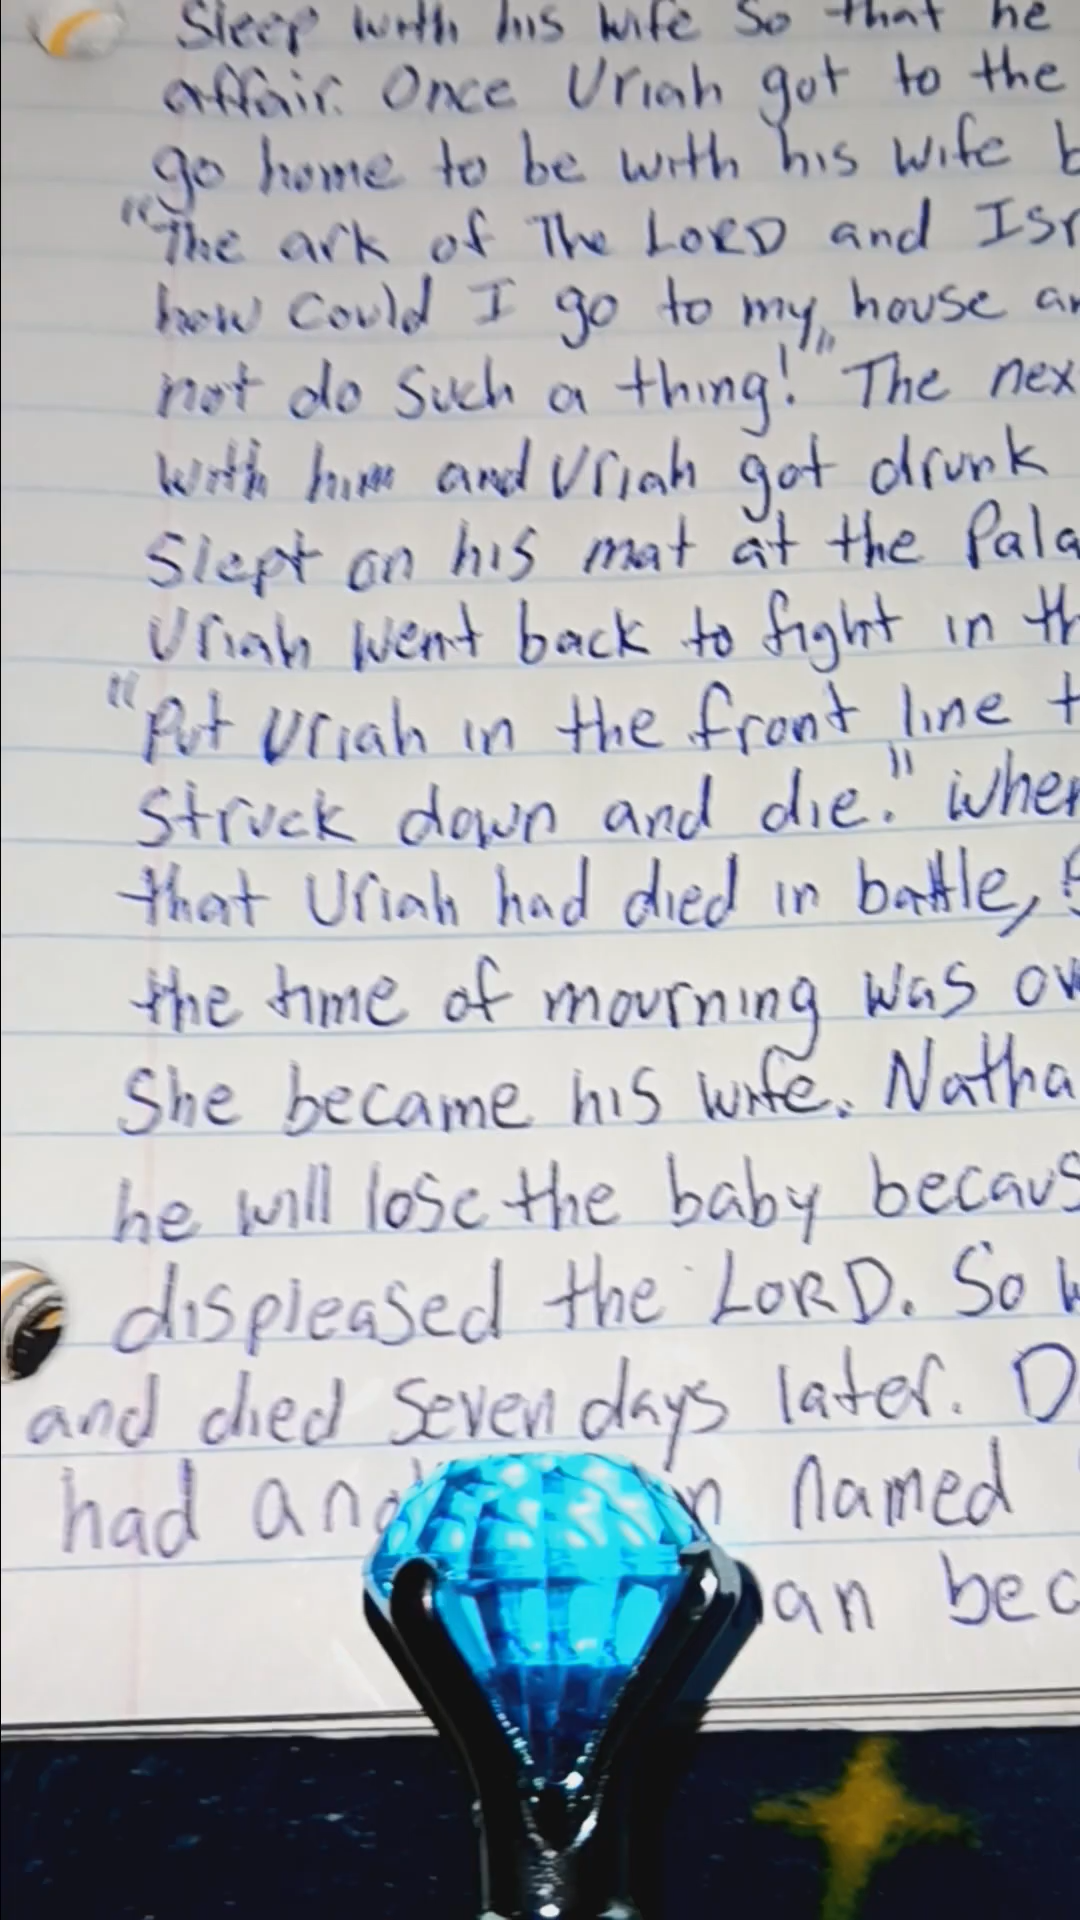 Sleep with his wife so that he
affair. Once Uriah got to the
go home to be with his wife b
"The ark of The LORD and Isr
how could I go to my house an
not do such a thing!" The nex
with him and Uriah got drunk
Slept on his mat at the Pala
Uriah went back to fight in th
"Put Uriah in the front line t
Struck down and die." When
that Uriah had died in battle,
the time of mourning was ov
She became his wife. Natha
he will lose the baby becaus
displeased the LORD. So w
and died seven days later. D
had an n named
an bec